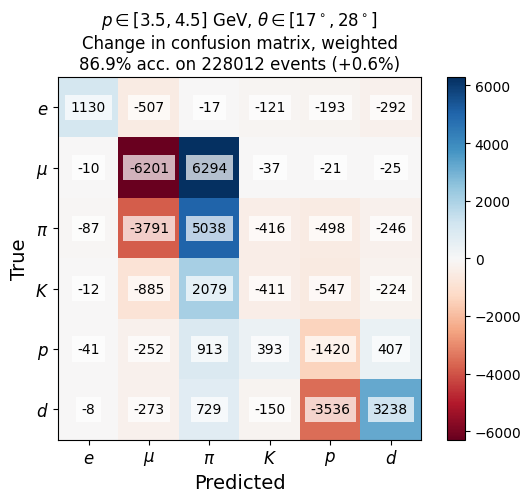 p ∈ [3.5, 4.5] GeV, θ ∈ [17°, 28°]
Change in confusion matrix, weighted
86.9% acc. on 228012 events (+0.6%)
e 1130 -507 -17 -121 -193 -292
μ -10 -6201 6294 -37 -21 -25
π -87 -3791 5038 -416 -498 -246
K -12 -885 2079 -411 -547 -224
p -41 -252 913 393 -1420 407
d -8 -273 729 -150 -3536 3238
e μ π K p d
True
Predicted
6000
4000
2000
0
−2000
−4000
−6000